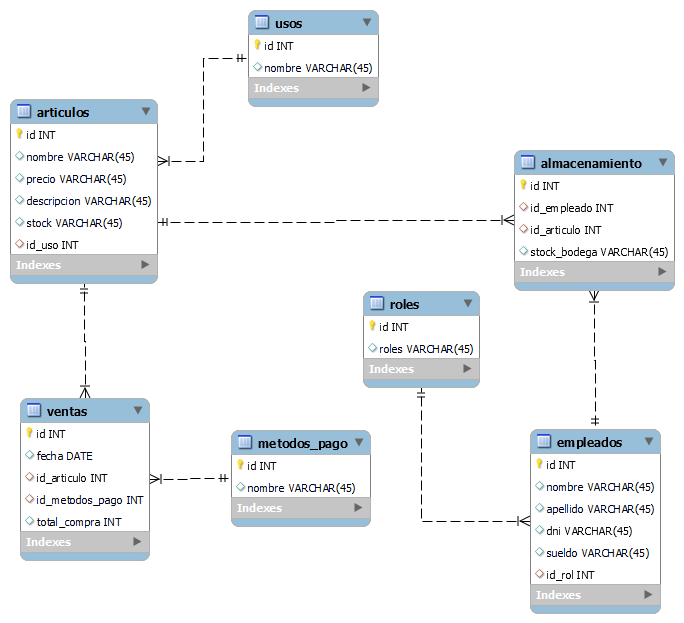 usos
id INT
nombre VARCHAR(45)
Indexes
articulos
id INT
nombre VARCHAR(45)
precio VARCHAR(45)
descripcion VARCHAR(45)
stock VARCHAR(45)
id_uso INT
Indexes
almacenamiento
id INT
id_empleado INT
id_articulo INT
stock_bodega VARCHAR(45)
Indexes
roles
id INT
roles VARCHAR(45)
Indexes
ventas
id INT
fecha DATE
id_articulo INT
id_metodos_pago INT
total_compra INT
Indexes
metodos_pago
id INT
nombre VARCHAR(45)
Indexes
empleados
id INT
nombre VARCHAR(45)
apellido VARCHAR(45)
dni VARCHAR(45)
sueldo VARCHAR(45)
id_rol INT
Indexes